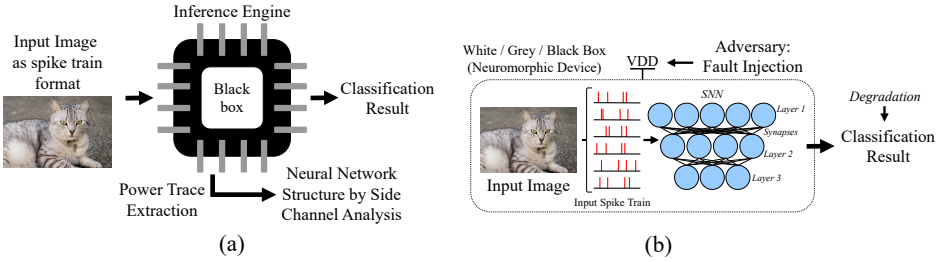 Inference Engine
Input Image
as spike train
format
Black
box
Classification
Result
Power Trace
Extraction
Neural Network
Structure by Side
Channel Analysis
(a)
White / Grey / Black Box
(Neuromorphic Device)
VDD
Adversary:
Fault Injection
SNN
Layer 1
Synapses
Layer 2
Layer 3
Input Image
Input Spike Train
Degradation
Classification
Result
(b)